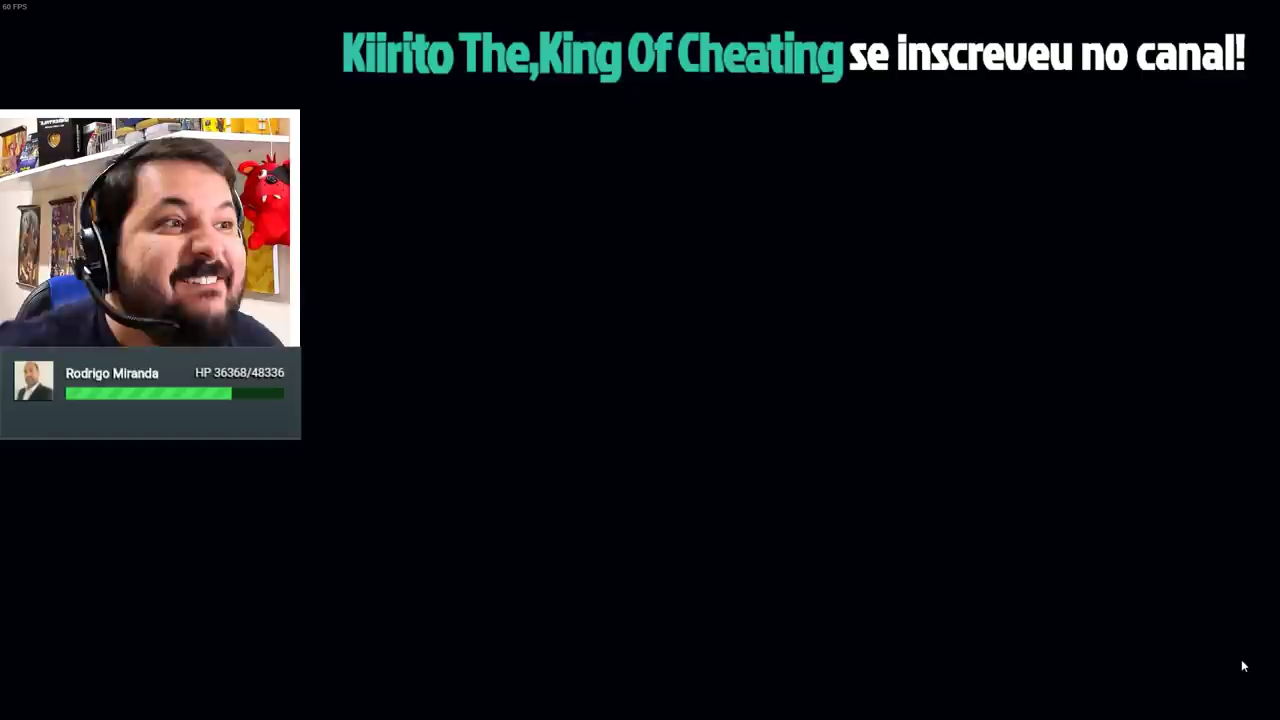 60 FPS
Kiirito The,King Of Cheating se inscreveu no canal!
Rodrigo Miranda HP 36368/48336